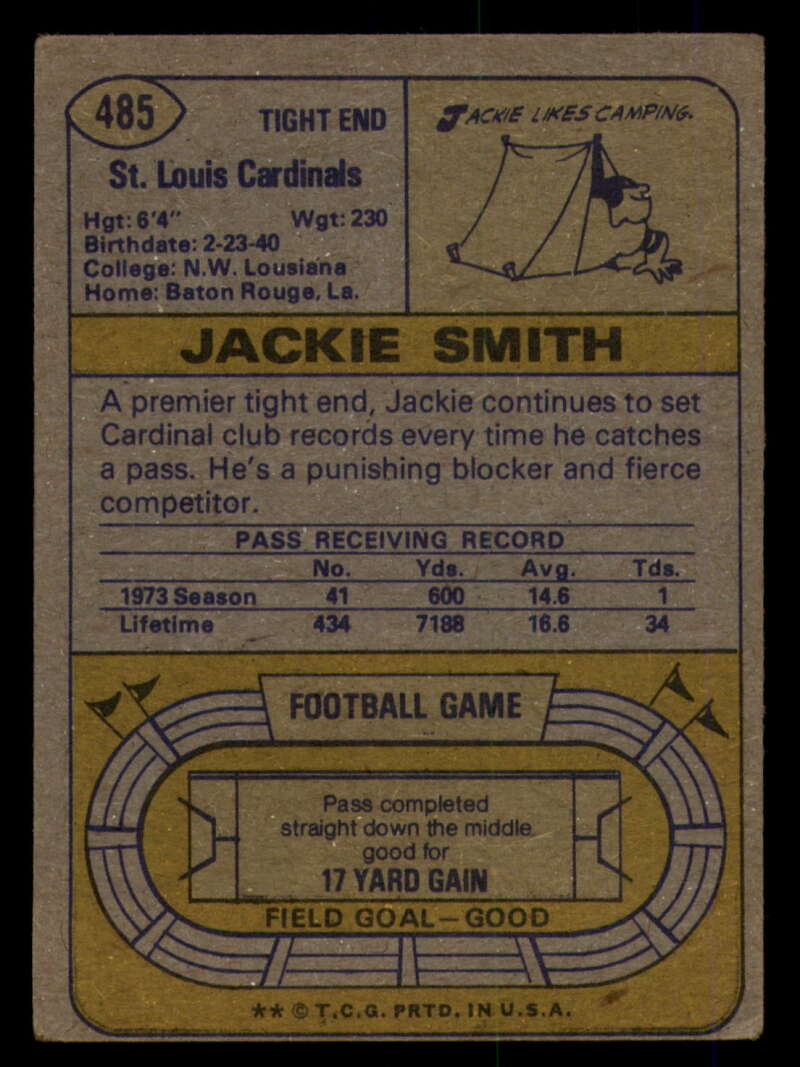 485
TIGHT END
St. Louis Cardinals
Hgt: 6'4" Wgt: 230
Birthdate: 2-23-40
College: N.W. Lousiana
Home: Baton Rouge, La.
JACKIE LIKES CAMPING.
JACKIE SMITH
A premier tight end, Jackie continues to set
Cardinal club records every time he catches
a pass. He's a punishing blocker and fierce
competitor.
PASS RECEIVING RECORD
No. Yds. Avg. Tds.
1973 Season 41 600 14.6 1
Lifetime 434 7188 16.6 34
FOOTBALL GAME
Pass completed
straight down the middle
good for
17 YARD GAIN
FIELD GOAL—GOOD
** © T.C.G. PRTD. IN U.S.A.